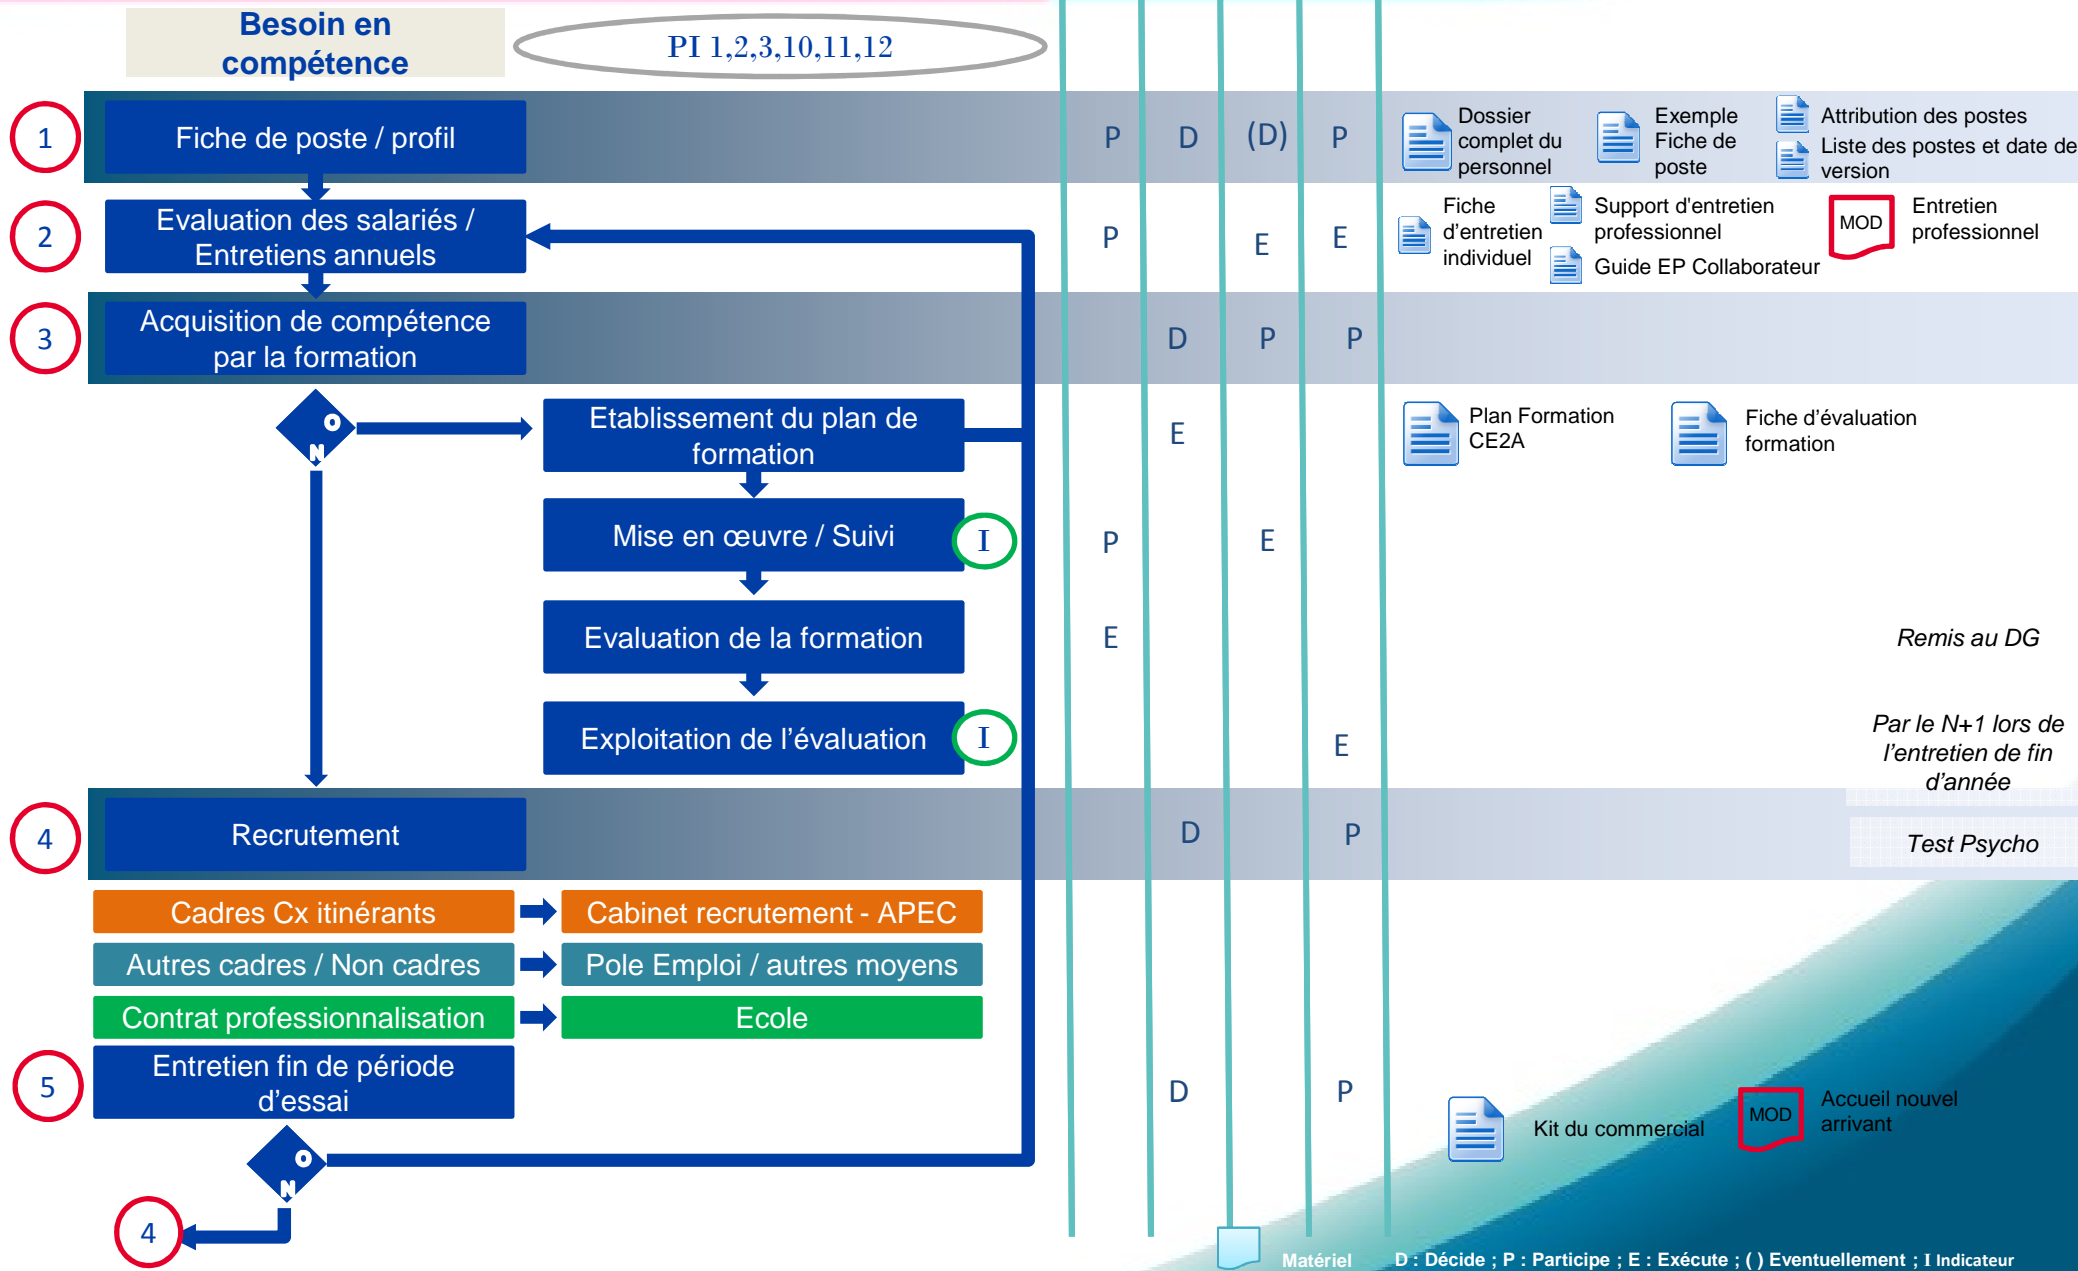 Besoin en
compétence
PI 1,2,3,10,11,12
1
Fiche de poste / profil
P
D
(D)
P
Dossier
complet du
personnel
Exemple
Fiche de
poste
Attribution des postes
Liste des postes et date de
version
2
Evaluation des salariés /
Entretiens annuels
P
E
E
Fiche
d’entretien
individuel
Support d'entretien
professionnel
Guide EP Collaborateur
MOD
Entretien
professionnel
3
Acquisition de compétence
par la formation
D
P
P
O
N
Etablissement du plan de
formation
E
Plan Formation
CE2A
Fiche d’évaluation
formation
Mise en œuvre / Suivi
I
P
E
Evaluation de la formation
E
Remis au DG
Exploitation de l’évaluation
I
E
Par le N+1 lors de
l’entretien de fin
d’année
4
Recrutement
D
P
Test Psycho
Cadres Cx itinérants
Cabinet recrutement - APEC
Autres cadres / Non cadres
Pole Emploi / autres moyens
Contrat professionnalisation
Ecole
5
Entretien fin de période
d’essai
D
P
Kit du commercial
MOD
Accueil nouvel
arrivant
O
N
4
Matériel
D : Décide ; P : Participe ; E : Exécute ; ( ) Eventuellement ; I Indicateur